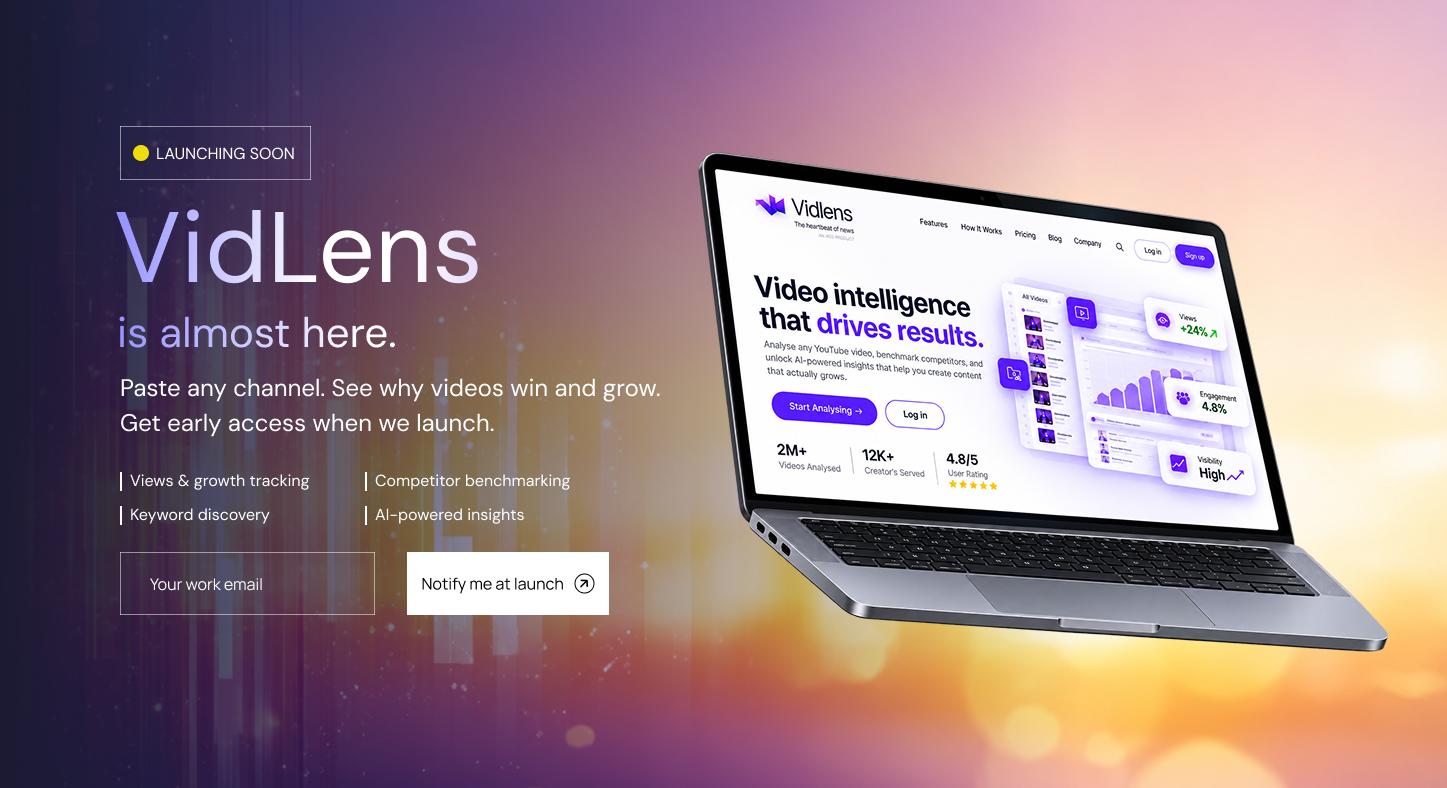 LAUNCHING SOON
VidLens
is almost here.
Paste any channel. See why videos win and grow.
Get early access when we launch.
Views & growth tracking
Competitor benchmarking
Keyword discovery
AI-powered insights
Your work email
Notify me at launch
Vidlens
The heartbeat of news
Features
How It Works
Pricing
Blog
Company
Log in
Sign up
Video intelligence
that drives results.
Analyse any YouTube video, benchmark competitors, and
unlock AI-powered insights that help you create content
that actually grows.
Start Analysing →
Log in
2M+
Videos Analysed
12K+
Creator's Served
4.8/5
User Rating
All Videos
Views
+24%
Engagement
4.8%
Visibility
High